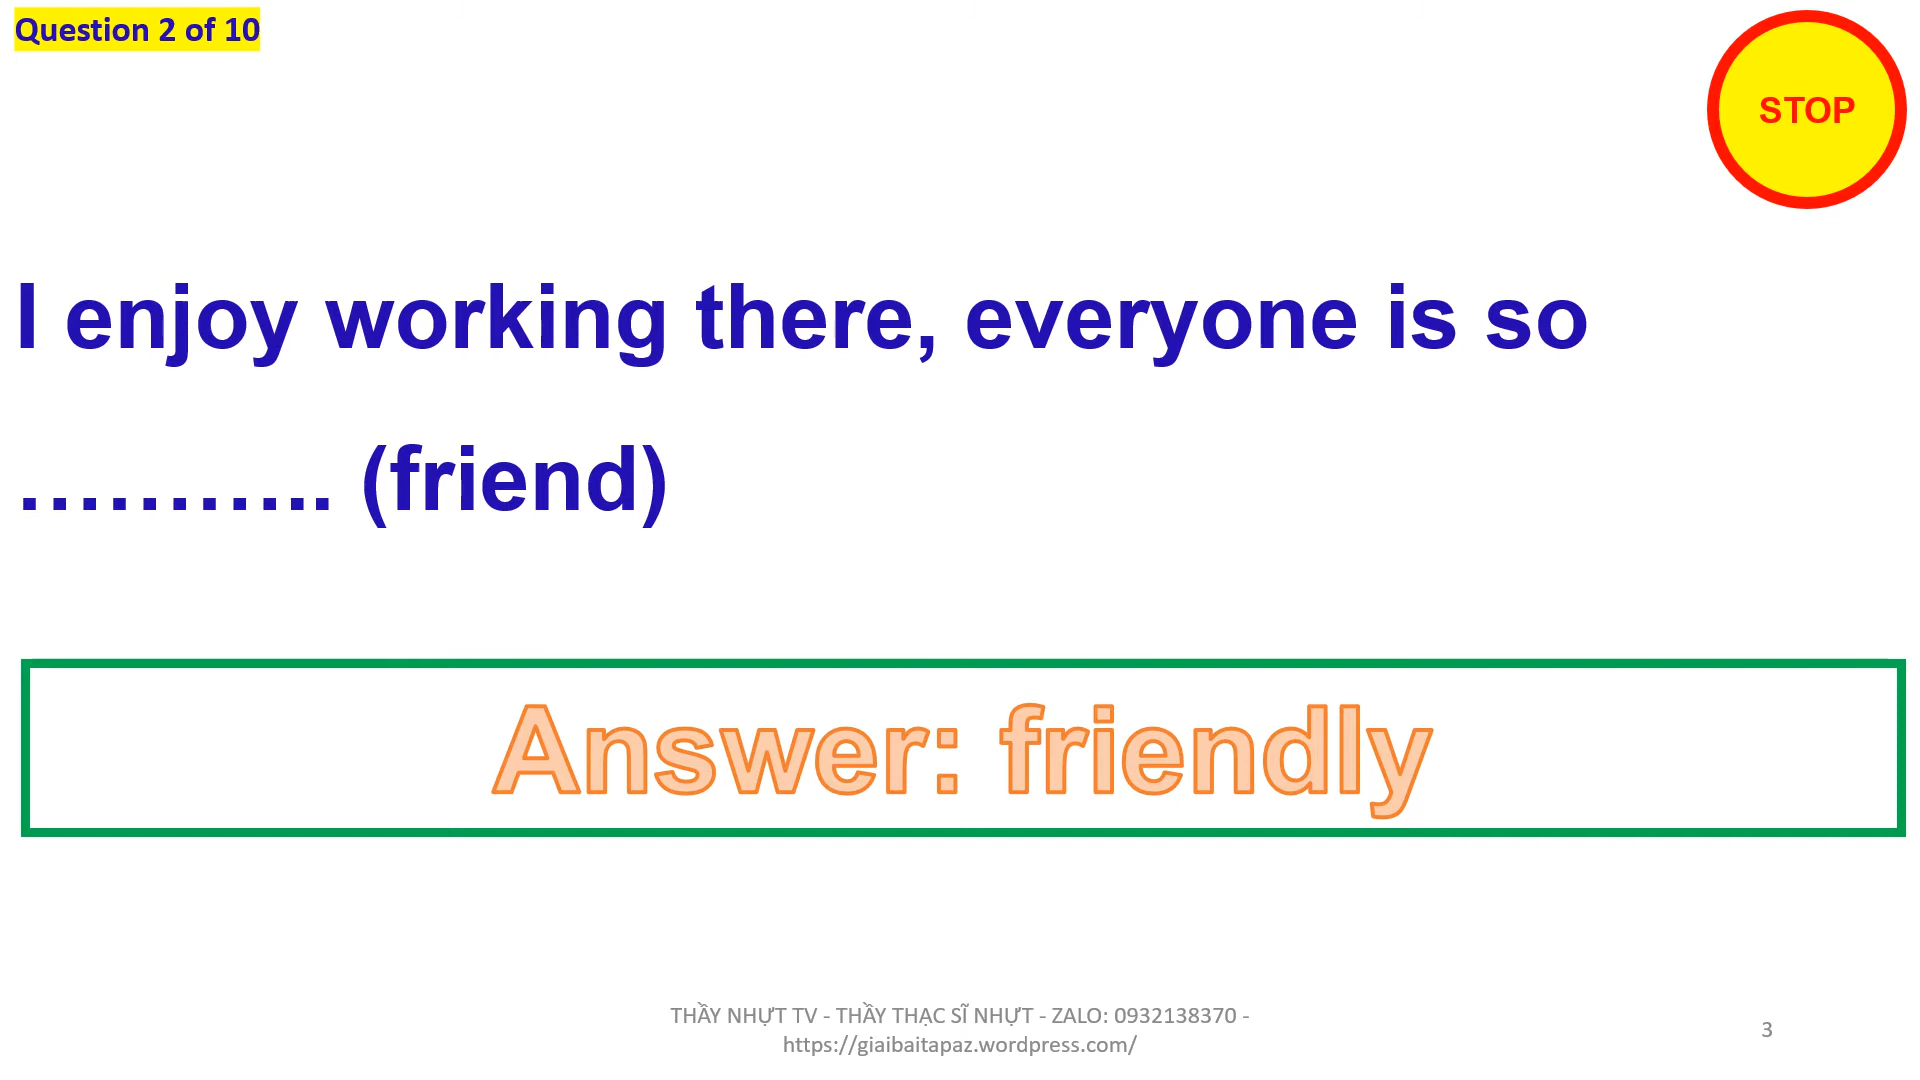 Question 2 of 10
STOP
I enjoy working there, everyone is so
……….. (friend)
Answer: friendly
THẦY NHỰT TV - THẦY THẠC SĨ NHỰT - ZALO: 0932138370 -
https://giaibaitapaz.wordpress.com/
3